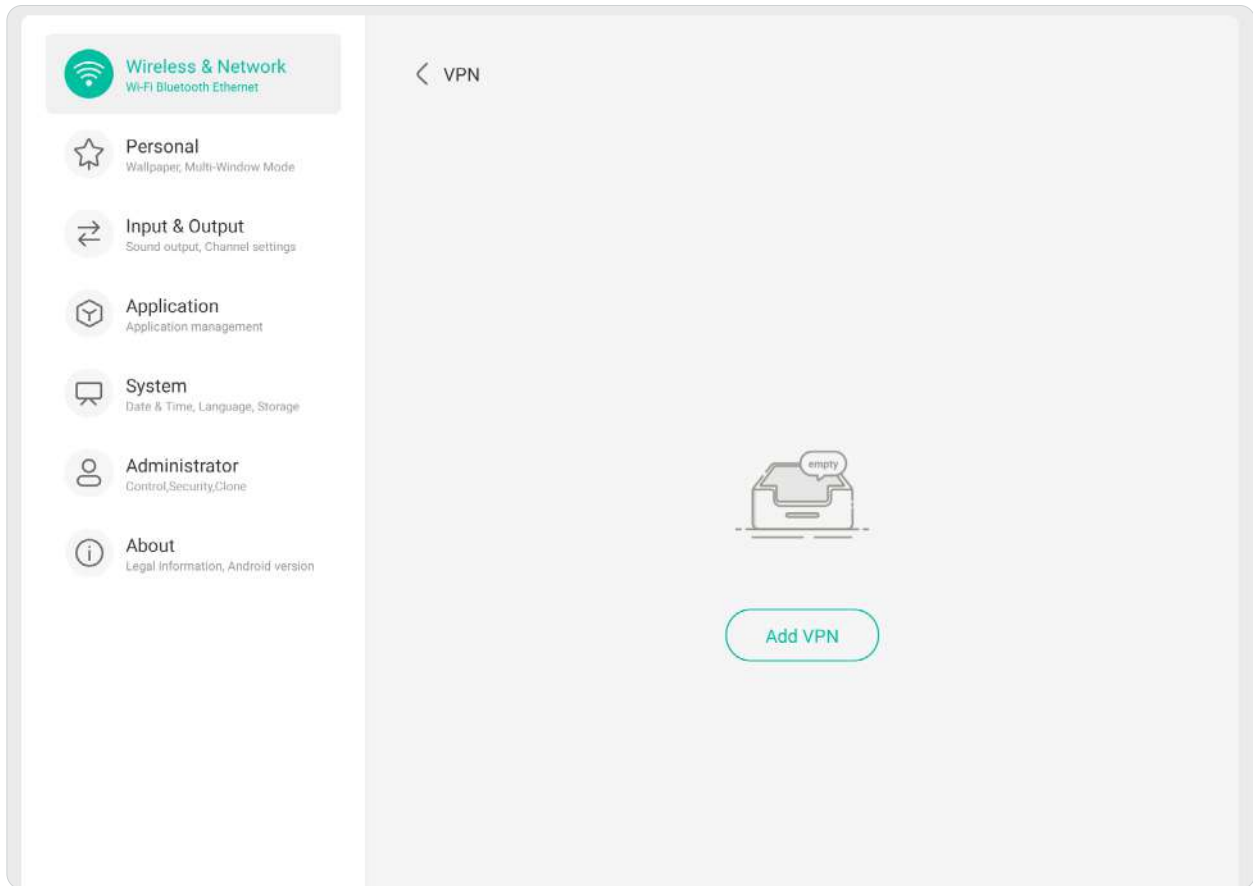 Wireless & Network
Wi-Fi Bluetooth Ethernet
Personal
Wallpaper, Multi-Window Mode
Input & Output
Sound output, Channel settings
Application
Application management
System
Date & Time, Language, Storage
Administrator
Control,Security,Clone
About
Legal Information, Android version
VPN
empty
Add VPN